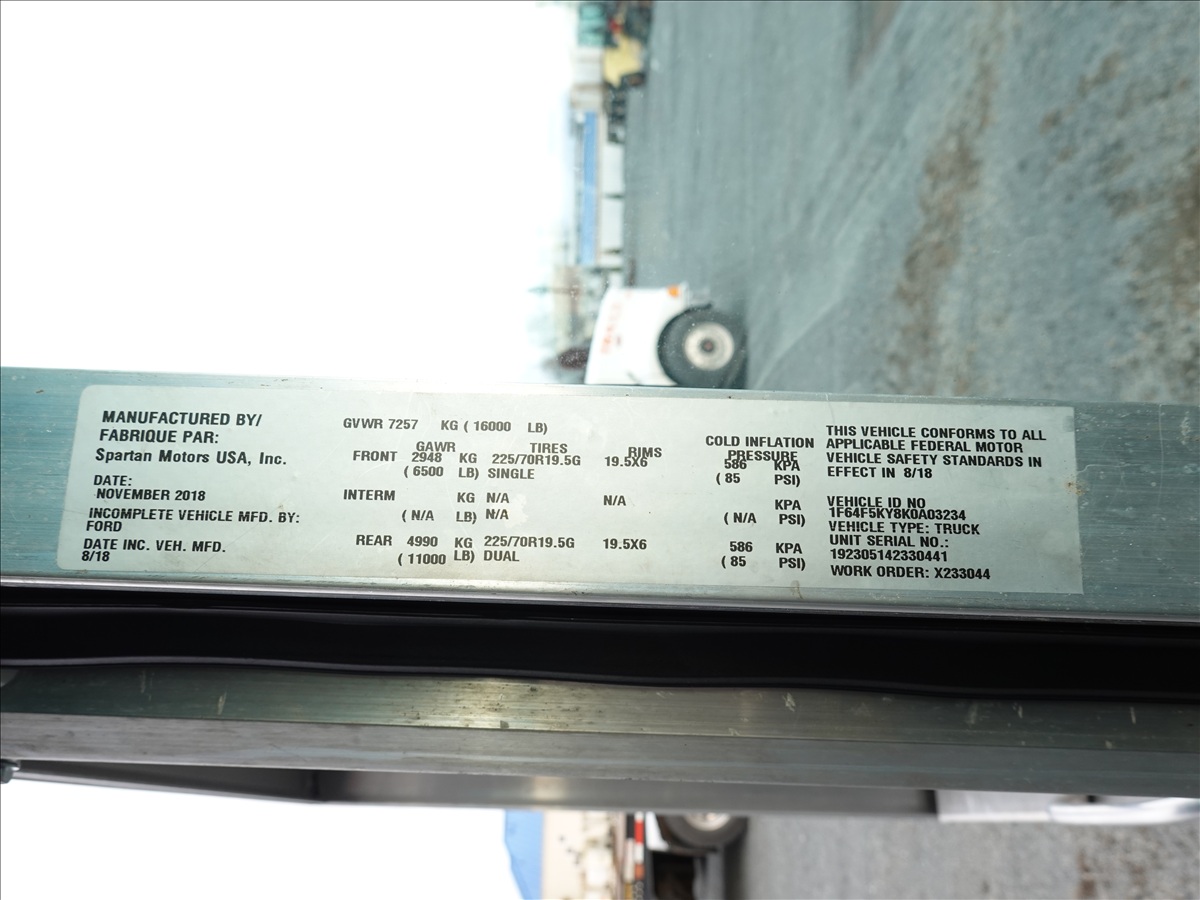 MANUFACTURED BY/
FABRIQUE PAR:
Spartan Motors USA, Inc.
DATE:
NOVEMBER 2018
INCOMPLETE VEHICLE MFD. BY:
FORD
DATE INC. VEH. MFD.
8/18
GVWR 7257 KG ( 16000 LB)
GAWR TIRES RIMS COLD INFLATION PRESSURE
FRONT 2948 KG 225/70R19.5G 19.5X6 586 KPA
( 6500 LB) SINGLE ( 85 PSI)
INTERM KG N/A N/A KPA
( N/A LB) N/A ( N/A PSI)
REAR 4990 KG 225/70R19.5G 19.5X6 586 KPA
( 11000 LB) DUAL ( 85 PSI)
THIS VEHICLE CONFORMS TO ALL
APPLICABLE FEDERAL MOTOR
VEHICLE SAFETY STANDARDS IN
EFFECT IN 8/18
VEHICLE ID NO
1F64F5KY8K0A03234
VEHICLE TYPE: TRUCK
UNIT SERIAL NO.:
192305142330441
WORK ORDER: X233044